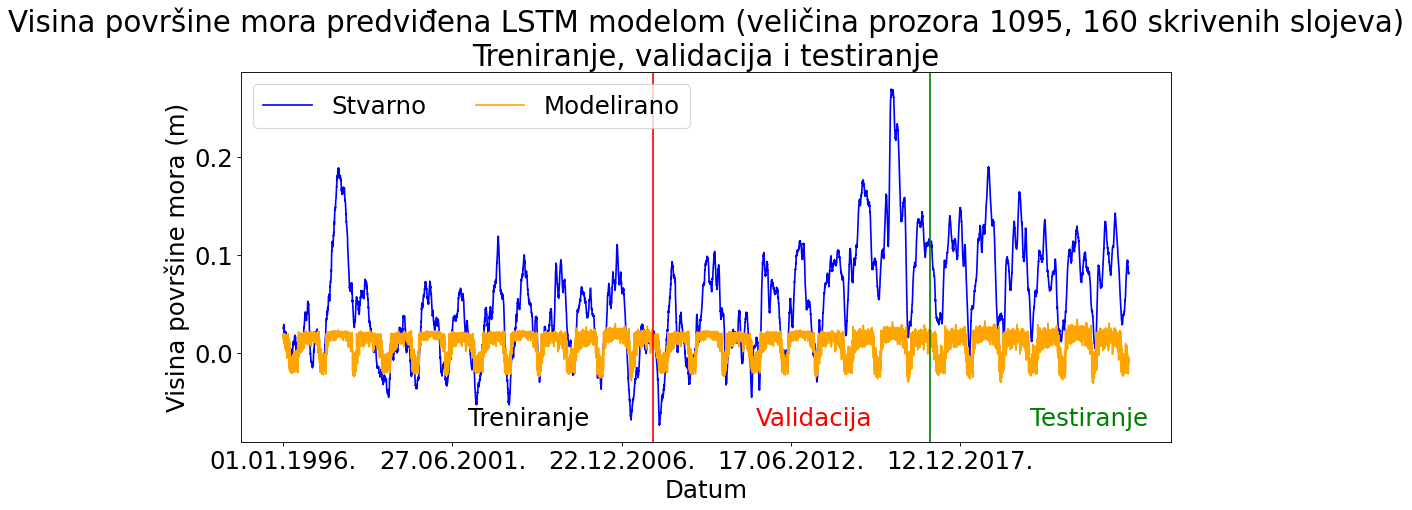 Visina površine mora predviđena LSTM modelom (veličina prozora 1095, 160 skrivenih slojeva)
Treniranje, validacija i testiranje
Stvarno
Modelirano
Visina površine mora (m)
0.2
0.1
0.0
Treniranje
Validacija
Testiranje
01.01.1996.
27.06.2001.
22.12.2006.
17.06.2012.
12.12.2017.
Datum